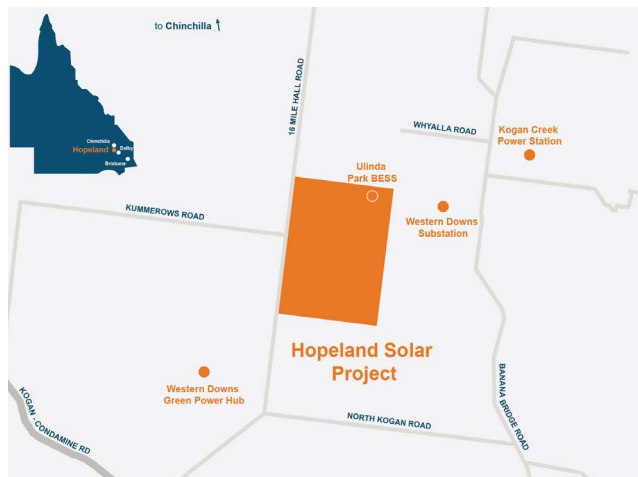 to Chinchilla
16 MILE HALL ROAD
WHYALLA ROAD
Kogan Creek
Power Station
Chinchilla
Hopeland
Dalby
Brisbane
Ulinda
Park BESS
KUMMEROWS ROAD
Western Downs
Substation
Hopeland Solar
Project
Western Downs
Green Power Hub
BANANA BRIDGE ROAD
KOGAN - CONDAMINE RD
NORTH KOGAN ROAD